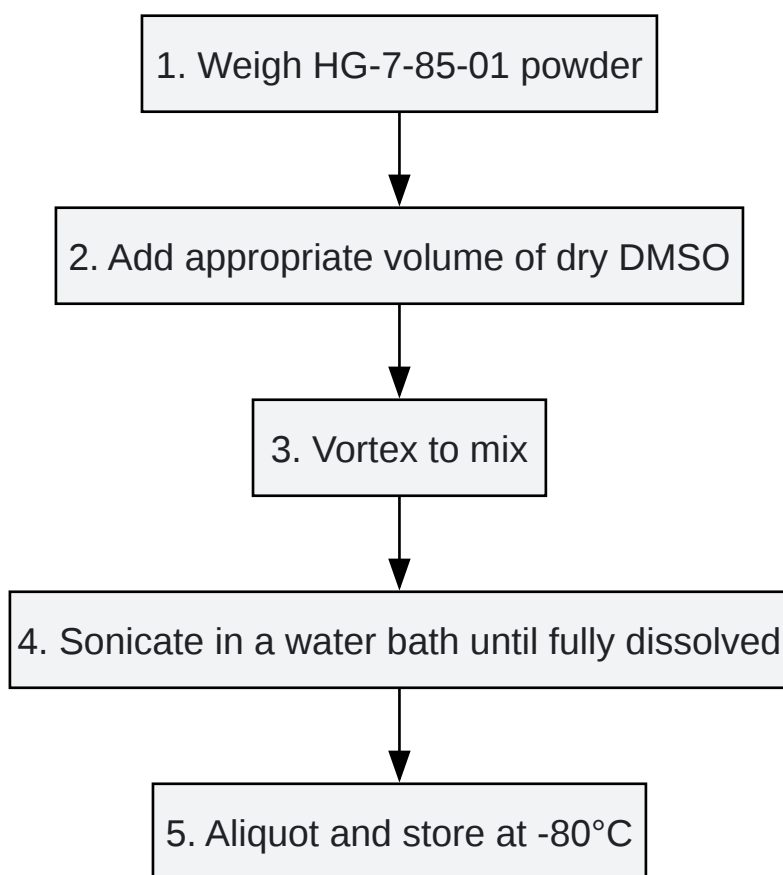 1. Weigh HG-7-85-01 powder
2. Add appropriate volume of dry DMSO
3. Vortex to mix
4. Sonicate in a water bath until fully dissolved
5. Aliquot and store at -80°C